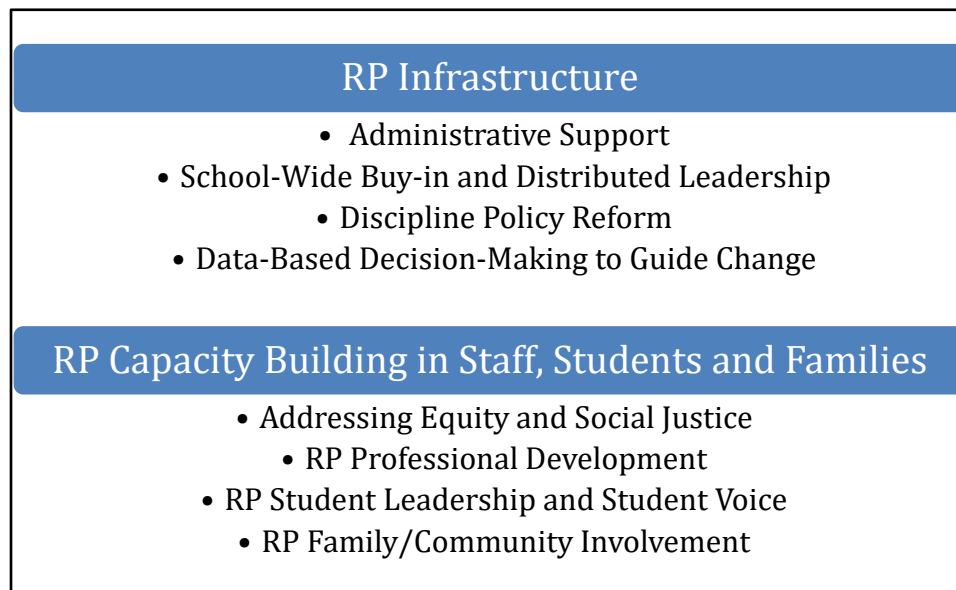 RP Infrastructure
• Administrative Support
• School-Wide Buy-in and Distributed Leadership
• Discipline Policy Reform
• Data-Based Decision-Making to Guide Change
RP Capacity Building in Staff, Students and Families
• Addressing Equity and Social Justice
• RP Professional Development
• RP Student Leadership and Student Voice
• RP Family/Community Involvement